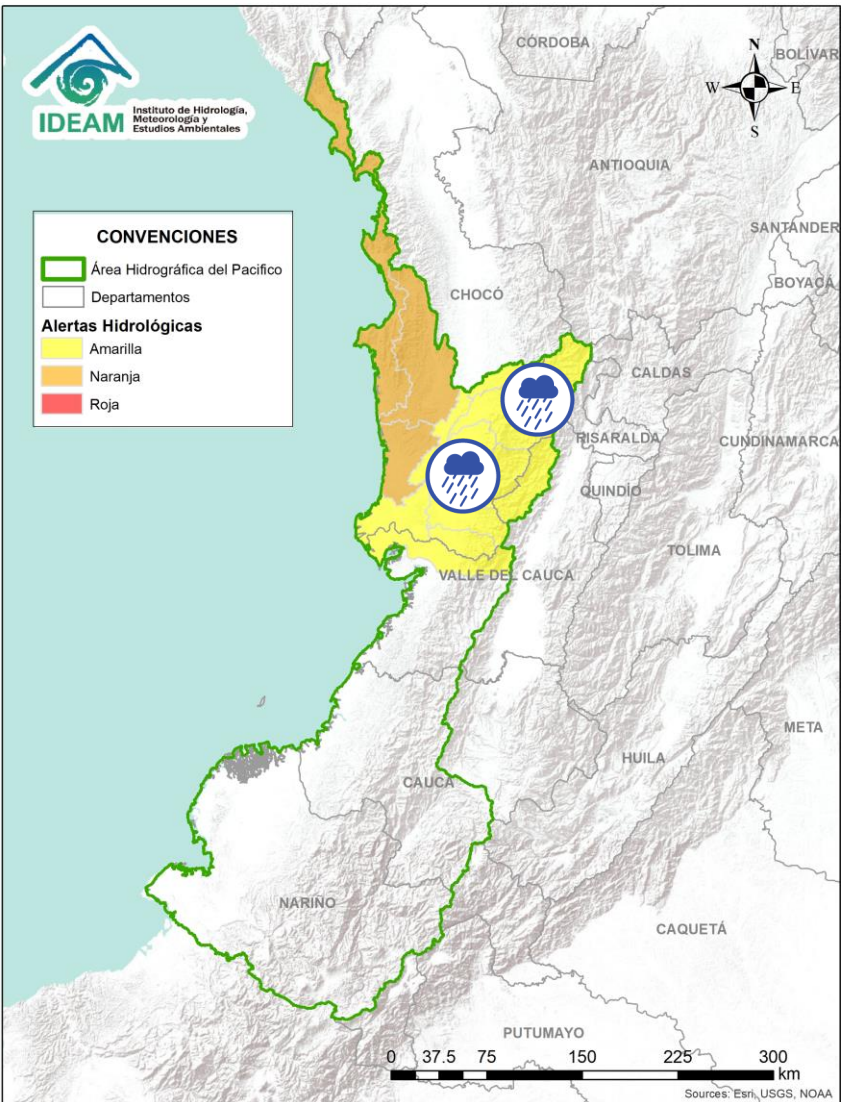 IDEAM
Instituto de Hidrología,
Meteorología y
Estudios Ambientales
N
W
E
S
CONVENCIONES
Área Hidrográfica del Pacifico
Departamentos
Alertas Hidrológicas
Amarilla
Naranja
Roja
CÓRDOBA
BOLIVAR
ANTIOQUIA
SANTANDER
BOYACÁ
CHOCÓ
CALDAS
RISARALDA
CUNDINAMARCA
QUINDÍO
TOLIMA
VALLE DEL CAUCA
META
HUILA
CAUCA
NARIÑO
CAQUETÁ
PUTUMAYO
0 37.5 75 150 225 300
km
Sources: Esri, USGS, NOAA